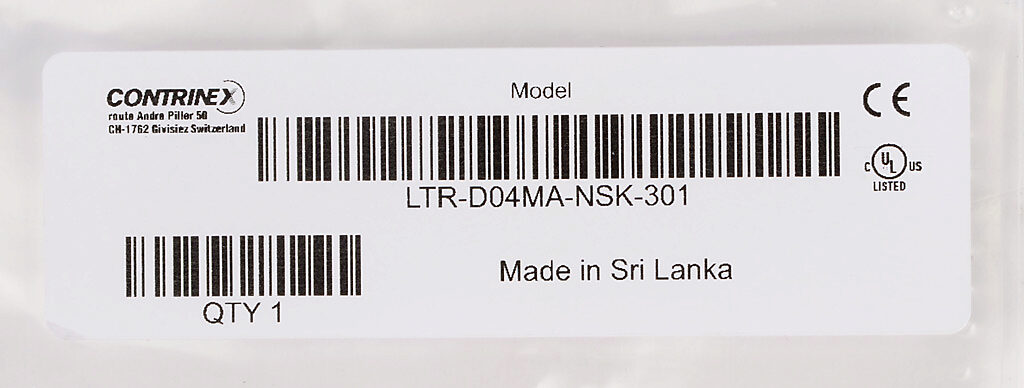 CONTRINEX
route André Piller 50
CH-1762 Givisiez Switzerland
Model
LTR-D04MA-NSK-301
CE
C UL US
LISTED
QTY 1
Made in Sri Lanka